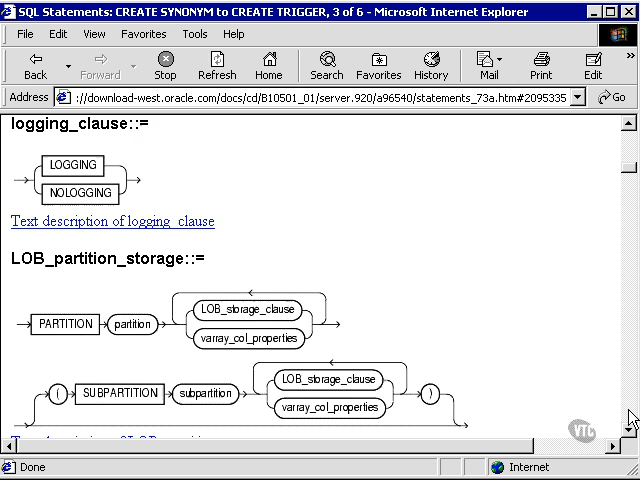 SQL Statements: CREATE SYNONYM to CREATE TRIGGER, 3 of 6 - Microsoft Internet Explorer
File Edit View Favorites Tools Help
Back Forward Stop Refresh Home Search Favorites History Mail Print Edit
Address ://download-west.oracle.com/docs/cd/B10501_01/server.920/a96540/statements_73a.htm#2095335 Go
logging_clause::=
LOGGING
NOLOGGING
Text description of logging_clause
LOB_partition_storage::=
LOB_storage_clause
PARTITION partition
varray_col_properties
LOB_storage_clause
( SUBPARTITION subpartition )
varray_col_properties
VTC
Done Internet